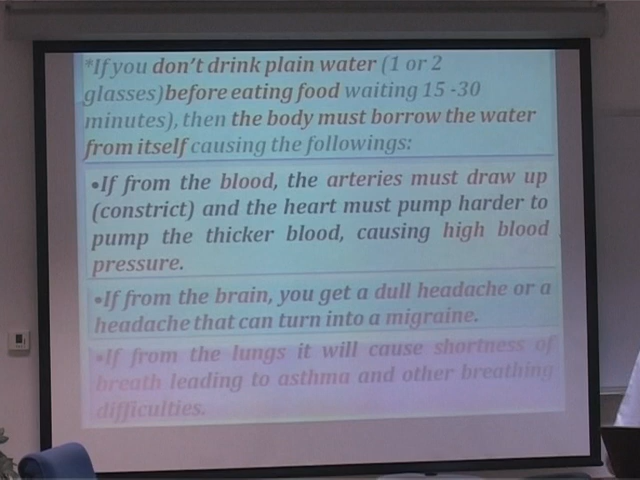 *If you don't drink plain water (1 or 2
glasses)before eating food waiting 15 -30
minutes), then the body must borrow the water
from itself causing the followings:
•If from the blood, the arteries must draw up
(constrict) and the heart must pump harder to
pump the thicker blood, causing high blood
pressure.
•If from the brain, you get a dull headache or a
headache that can turn into a migraine.
•If from the lungs it will cause shortness of
breath leading to asthma and other breathing
difficulties.